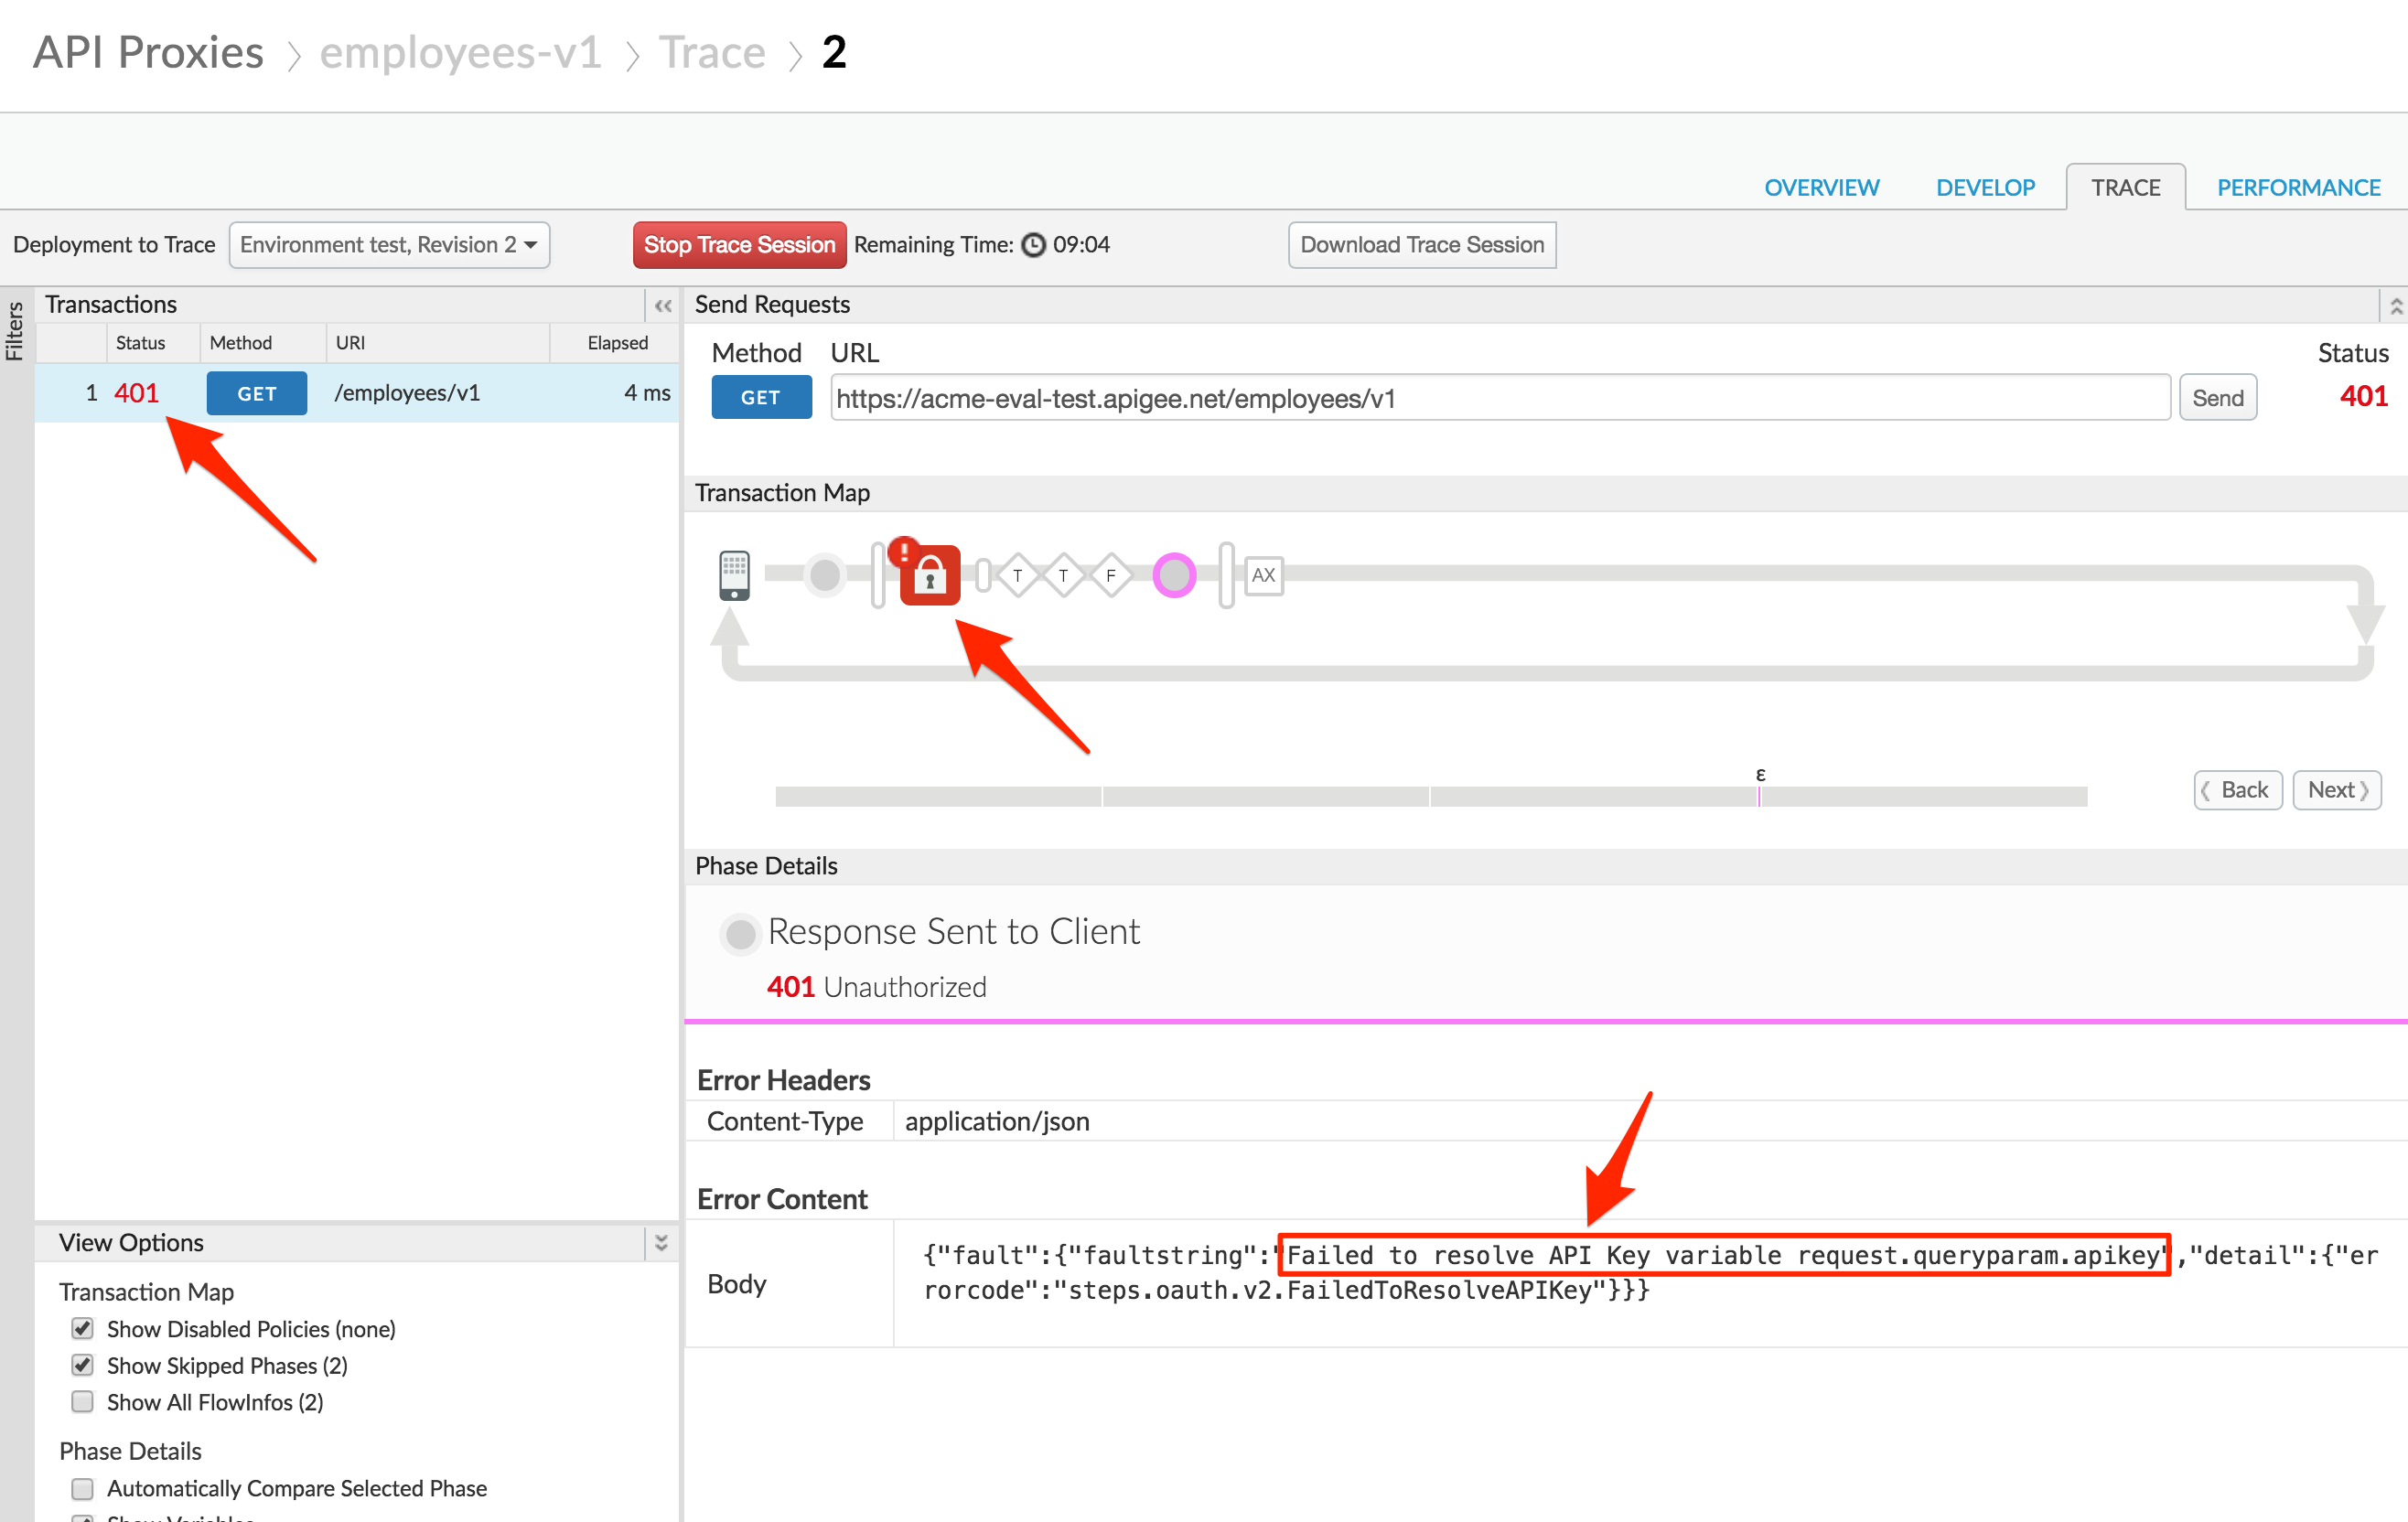 API Proxies > employees-v1 > Trace > 2
OVERVIEW DEVELOP TRACE PERFORMANCE
Deployment to Trace Environment test, Revision 2 Stop Trace Session Remaining Time: 09:04 Download Trace Session
Filters
Transactions
Status Method URI Elapsed
1 401 GET /employees/v1 4 ms
Send Requests
Method URL Status
GET https://acme-eval-test.apigee.net/employees/v1 Send 401
Transaction Map
T T F AX
ε
Back Next
Phase Details
Response Sent to Client
401 Unauthorized
Error Headers
Content-Type application/json
Error Content
Body
{"fault":{"faultstring":"Failed to resolve API Key variable request.queryparam.apikey","detail":{"er
rorcode":"steps.oauth.v2.FailedToResolveAPIKey"}}}
View Options
Transaction Map
Show Disabled Policies (none)
Show Skipped Phases (2)
Show All FlowInfos (2)
Phase Details
Automatically Compare Selected Phase
Show Variables